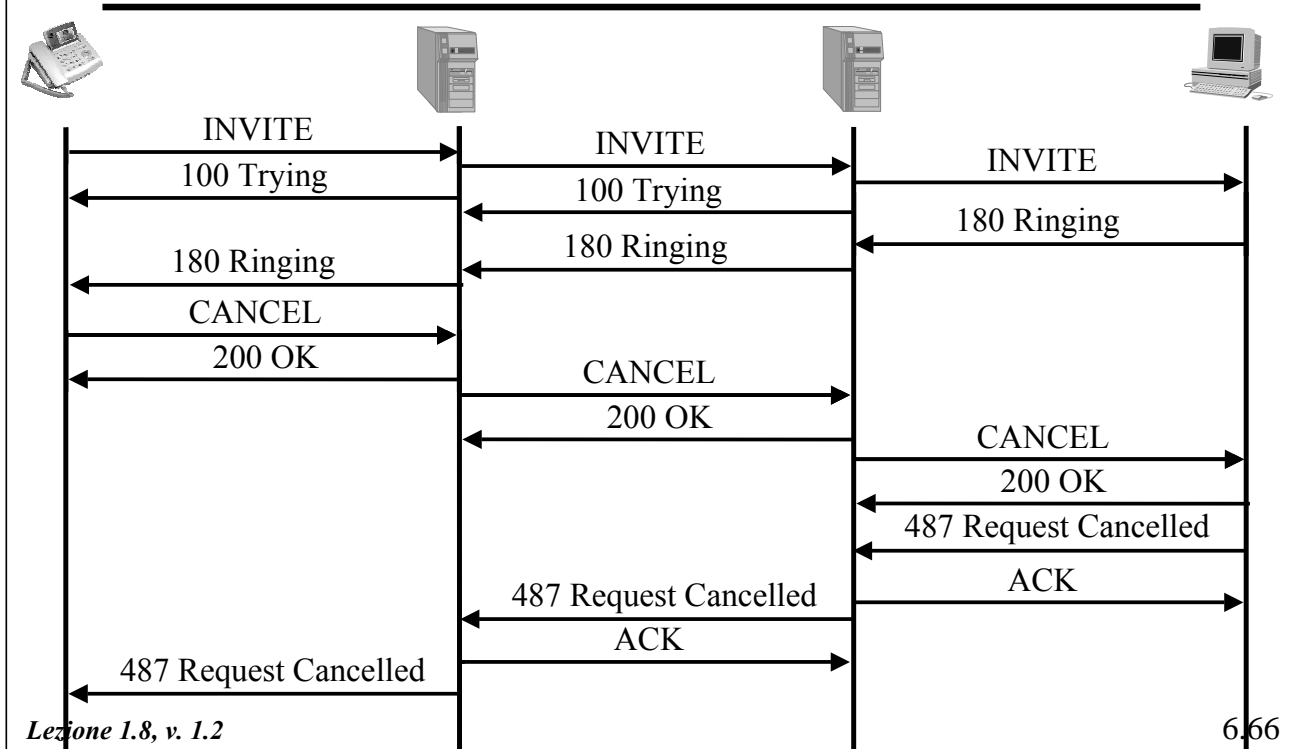 INVITE
INVITE
INVITE
100 Trying
100 Trying
180 Ringing
180 Ringing
180 Ringing
CANCEL
200 OK
CANCEL
200 OK
CANCEL
200 OK
487 Request Cancelled
ACK
487 Request Cancelled
ACK
487 Request Cancelled
Lezione 1.8, v. 1.2
6.66